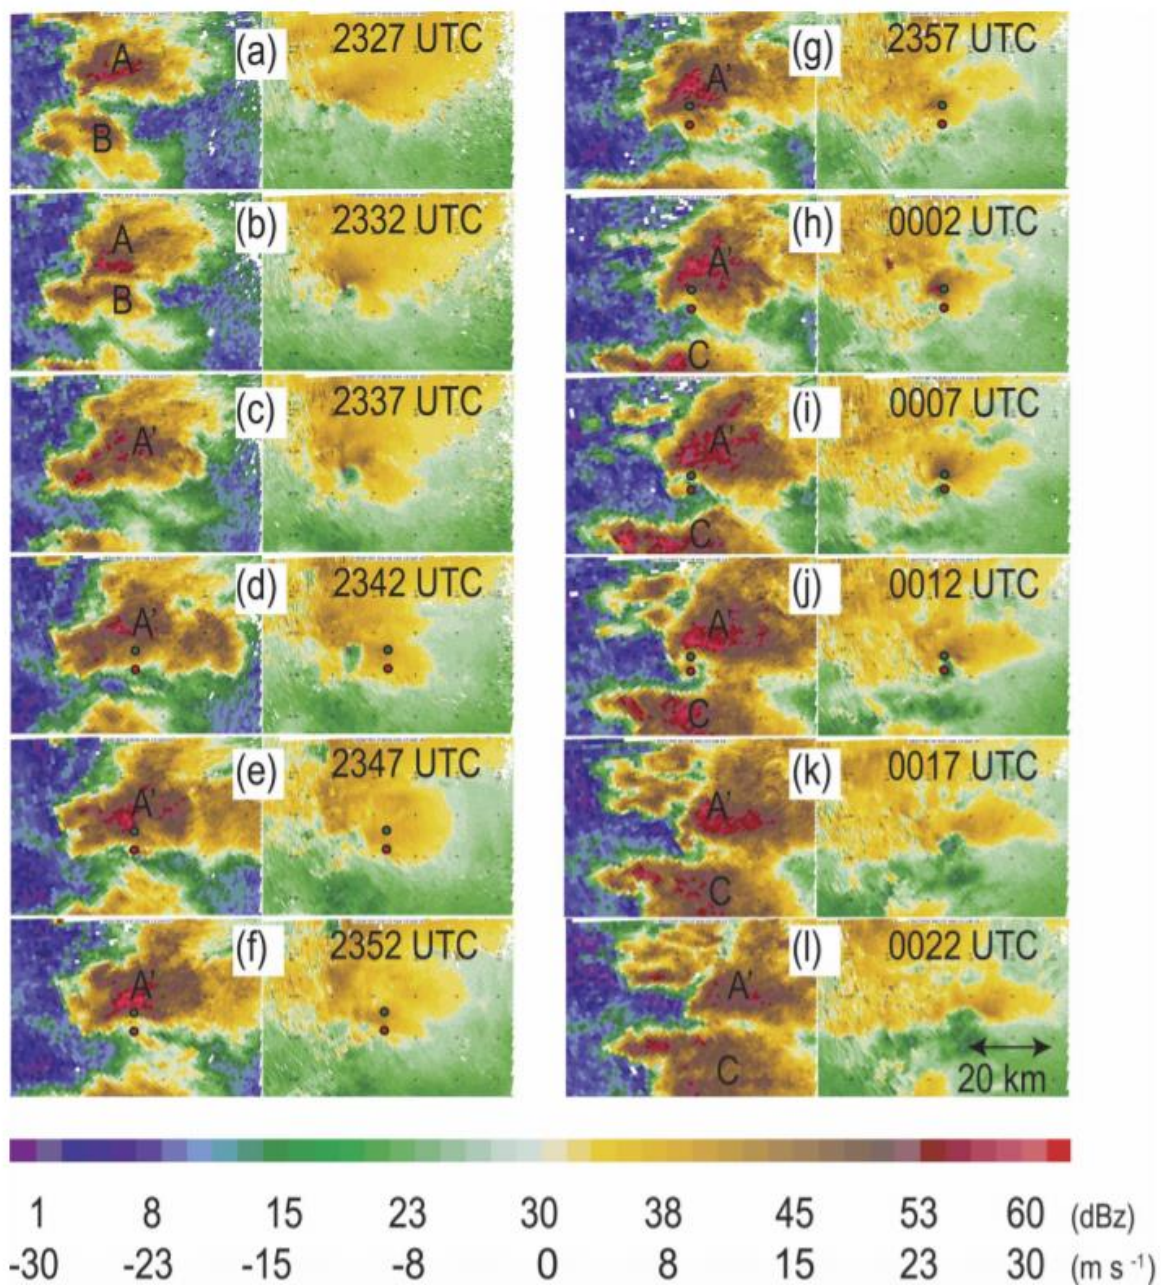 A
B
(a)
2327 UTC
A
B
(b)
2332 UTC
A'
(c)
2337 UTC
A'
(d)
2342 UTC
A'
(e)
2347 UTC
A'
(f)
2352 UTC
A'
(g)
2357 UTC
A'
C
(h)
0002 UTC
A'
C
(i)
0007 UTC
A'
C
(j)
0012 UTC
A'
C
(k)
0017 UTC
A'
C
(l)
0022 UTC
20 km
1 8 15 23 30 38 45 53 60 (dBz)
-30 -23 -15 -8 0 8 15 23 30 (m s -1)